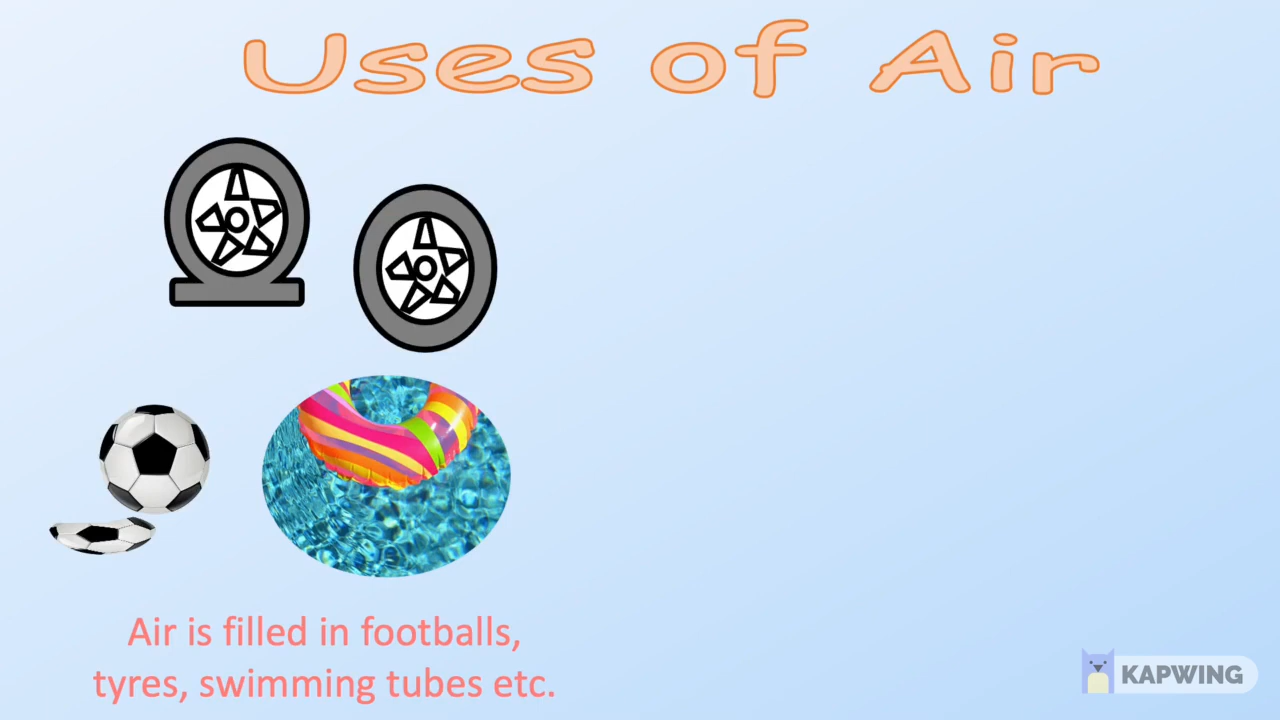 Uses of Air
Air is filled in footballs,
tyres, swimming tubes etc.
KAPWING